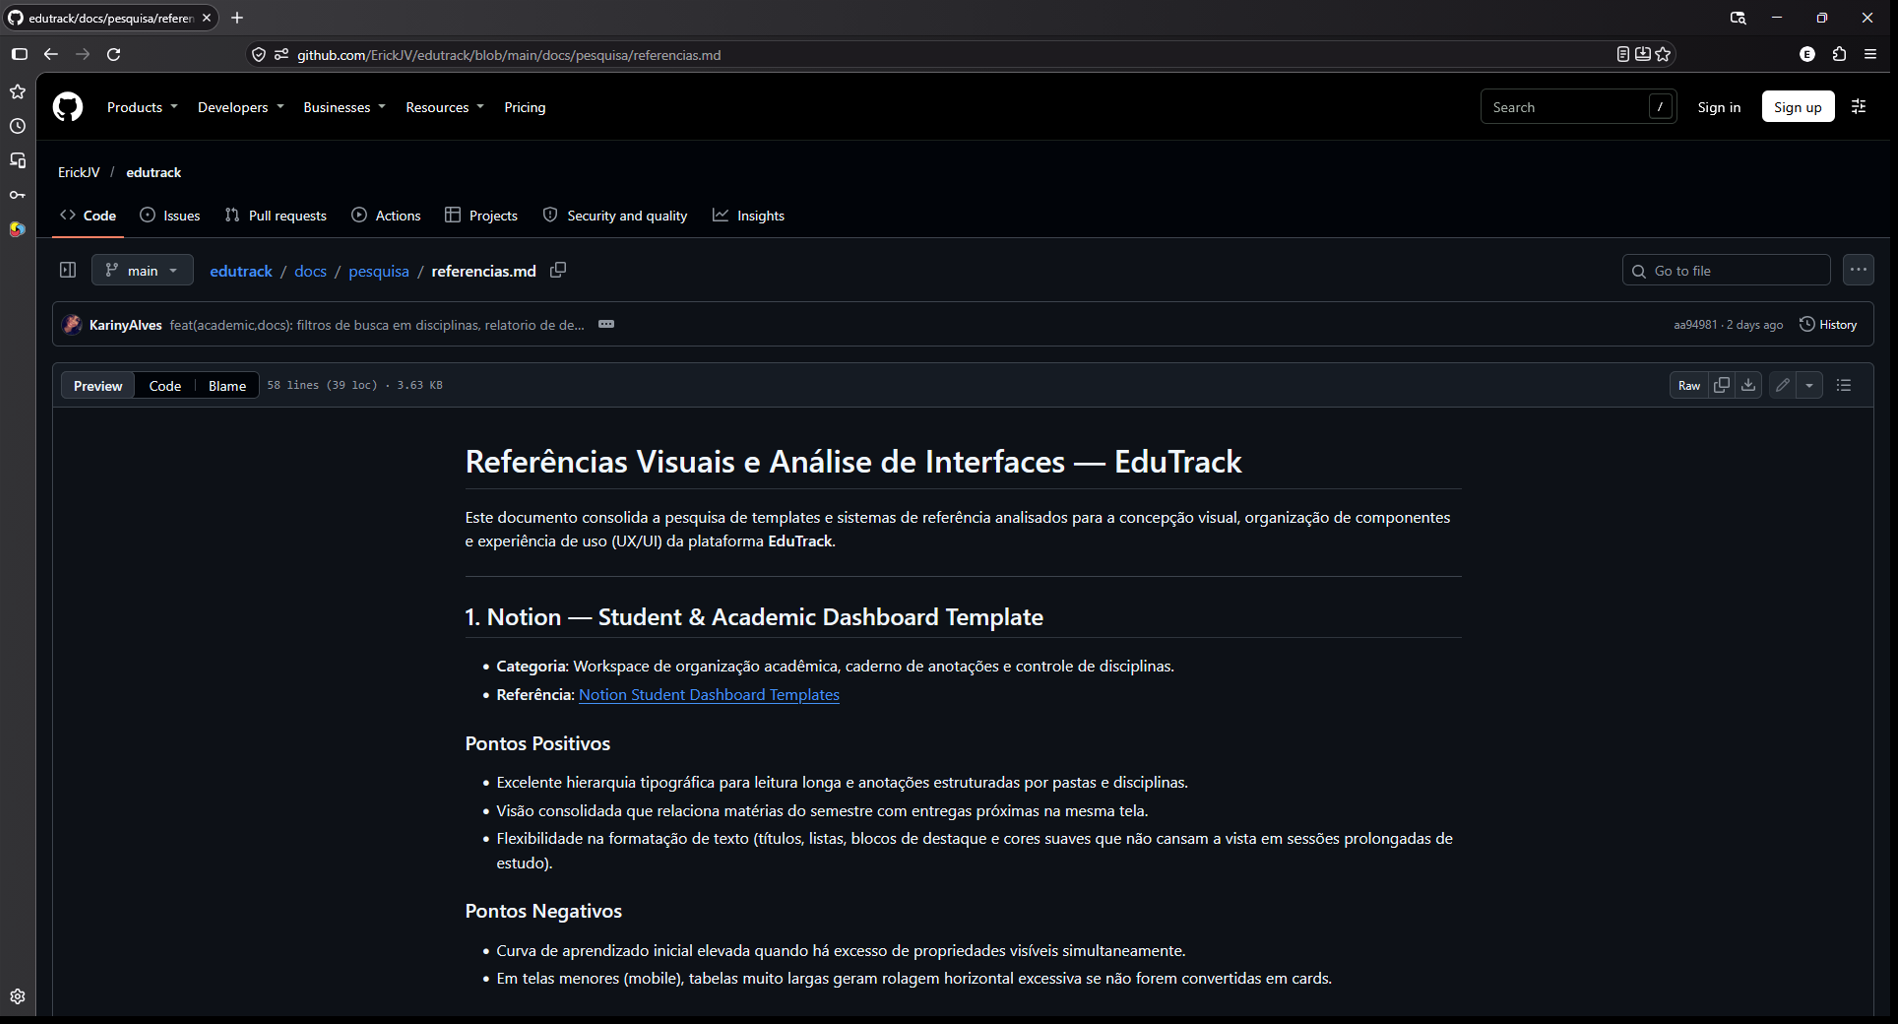 edutrack/docs/pesquisa/referen
github.com/ErickJV/edutrack/blob/main/docs/pesquisa/referencias.md
E
Products Developers Businesses Resources Pricing Search / Sign in Sign up
ErickJV / edutrack
Code Issues Pull requests Actions Projects Security and quality Insights
main edutrack / docs / pesquisa / referencias.md Go to file
KarinyAlves feat(academic,docs): filtros de busca em disciplinas, relatorio de de... aa94981 · 2 days ago History
Preview Code Blame 58 lines (39 loc) · 3.63 KB Raw
Referências Visuais e Análise de Interfaces — EduTrack
Este documento consolida a pesquisa de templates e sistemas de referência analisados para a concepção visual, organização de componentes
e experiência de uso (UX/UI) da plataforma EduTrack.
1. Notion — Student & Academic Dashboard Template
• Categoria: Workspace de organização acadêmica, caderno de anotações e controle de disciplinas.
• Referência: Notion Student Dashboard Templates
Pontos Positivos
• Excelente hierarquia tipográfica para leitura longa e anotações estruturadas por pastas e disciplinas.
• Visão consolidada que relaciona matérias do semestre com entregas próximas na mesma tela.
• Flexibilidade na formatação de texto (títulos, listas, blocos de destaque e cores suaves que não cansam a vista em sessões prolongadas de
estudo).
Pontos Negativos
• Curva de aprendizado inicial elevada quando há excesso de propriedades visíveis simultaneamente.
• Em telas menores (mobile), tabelas muito largas geram rolagem horizontal excessiva se não forem convertidas em cards.